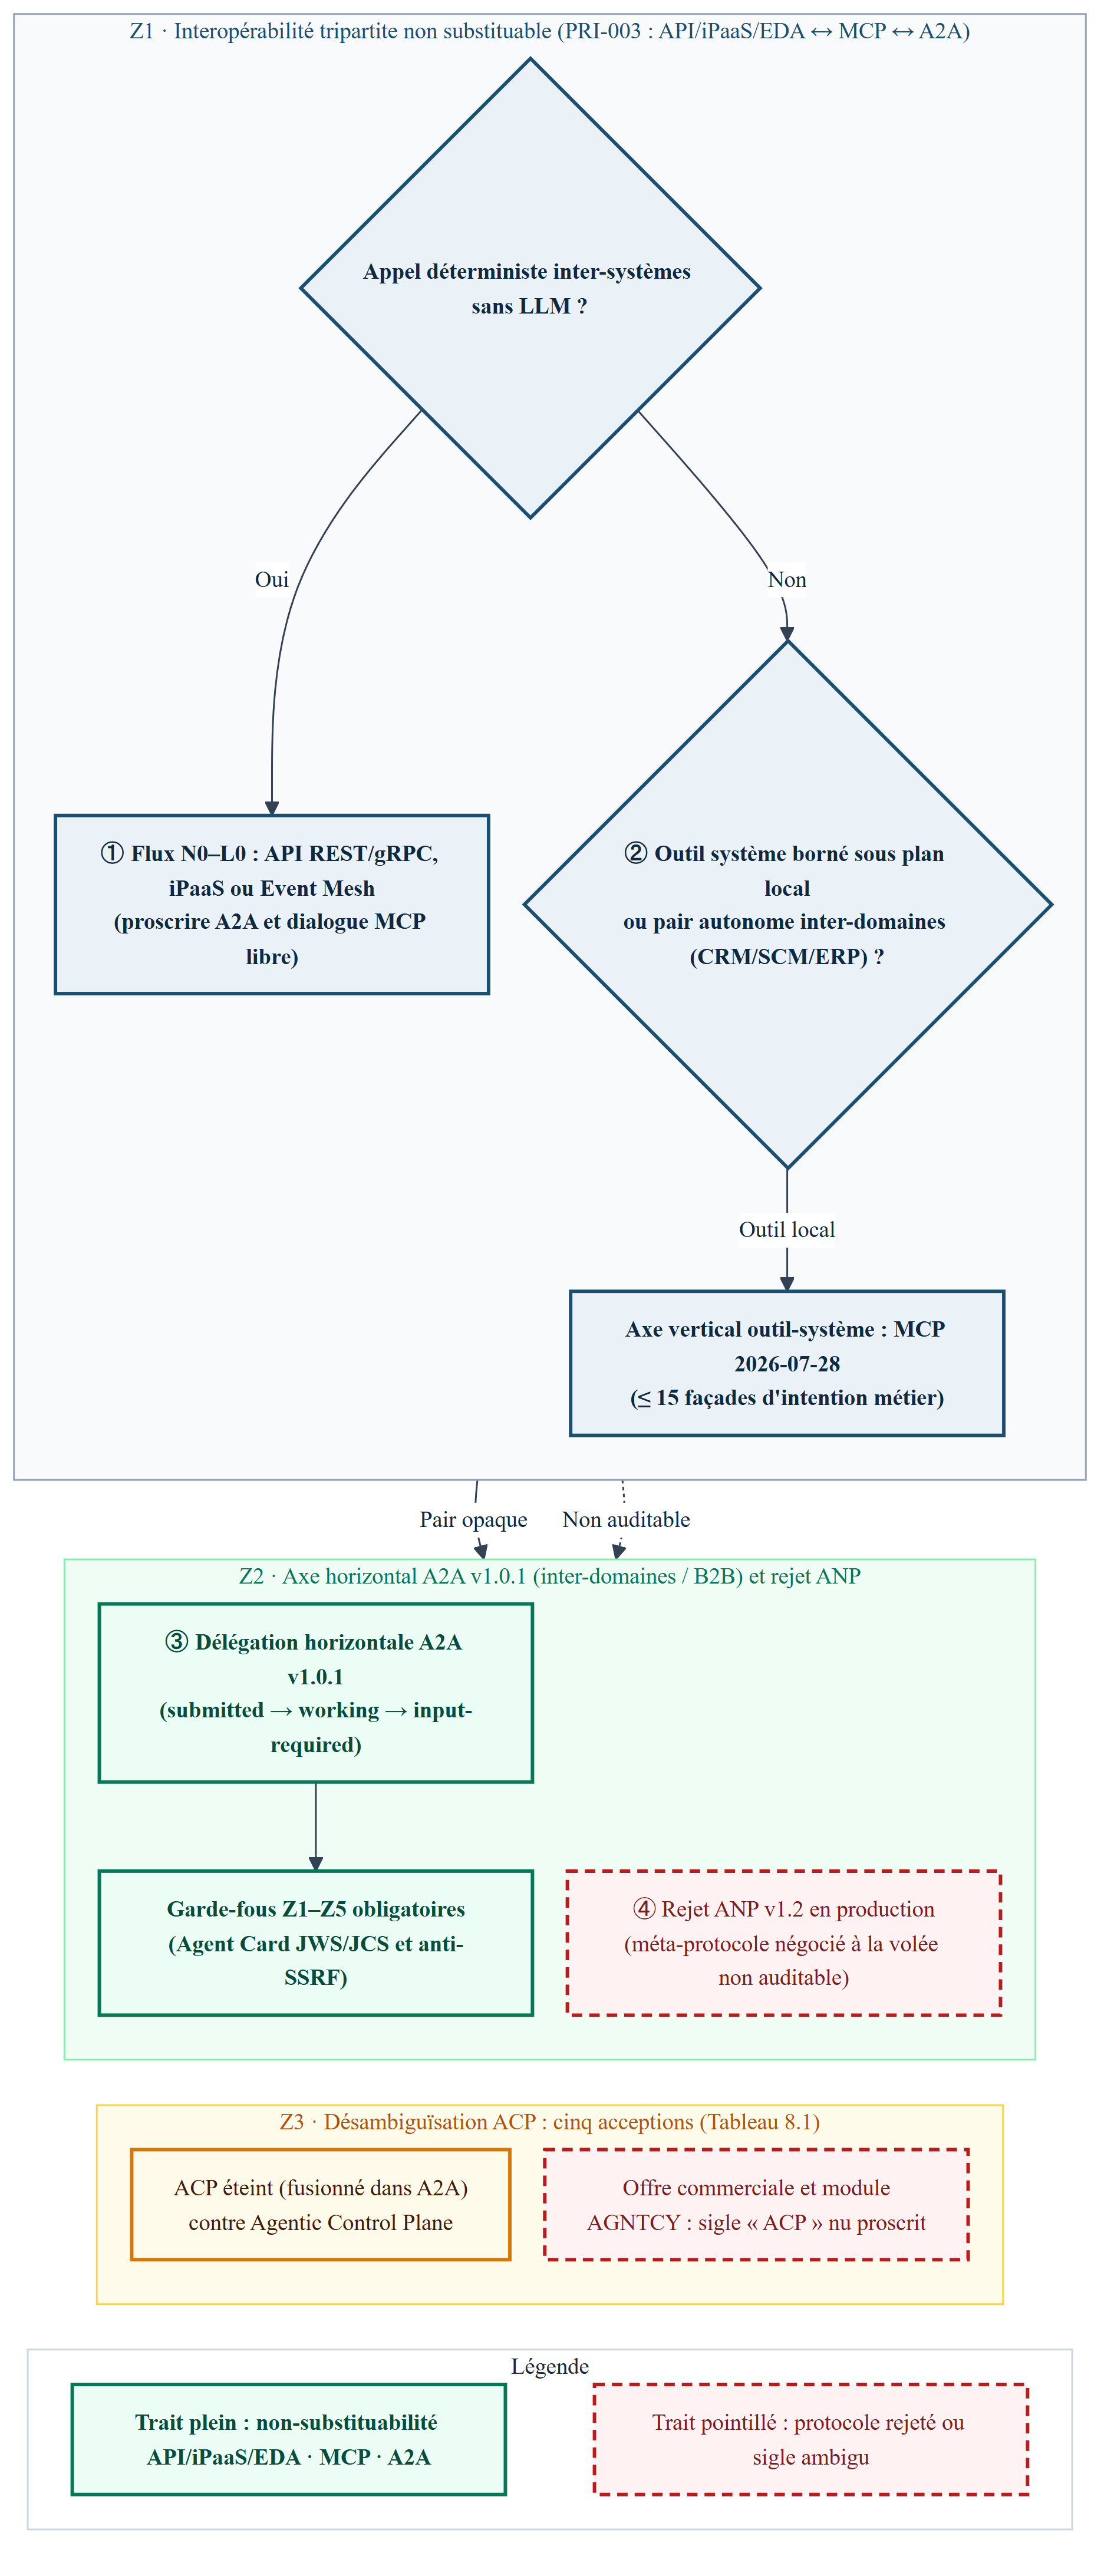 Z1 · Interopérabilité tripartite non substituable (PRI-003 : API/iPaaS/EDA ↔ MCP ↔ A2A)
Appel déterministe inter-systèmes
sans LLM ?
Oui
Non
① Flux N0–L0 : API REST/gRPC,
iPaaS ou Event Mesh
(proscrire A2A et dialogue MCP
libre)
② Outil système borné sous plan
local
ou pair autonome inter-domaines
(CRM/SCM/ERP) ?
Outil local
Axe vertical outil-système : MCP
2026-07-28
(≤ 15 façades d'intention métier)
Pair opaque
Non auditable
Z2 · Axe horizontal A2A v1.0.1 (inter-domaines / B2B) et rejet ANP
③ Délégation horizontale A2A
v1.0.1
(submitted → working → input-
required)
Garde-fous Z1–Z5 obligatoires
(Agent Card JWS/JCS et anti-
SSRF)
④ Rejet ANP v1.2 en production
(méta-protocole négocié à la volée
non auditable)
Z3 · Désambiguïsation ACP : cinq acceptions (Tableau 8.1)
ACP éteint (fusionné dans A2A)
contre Agentic Control Plane
Offre commerciale et module
AGNTCY : sigle « ACP » nu proscrit
Légende
Trait plein : non-substituabilité
API/iPaaS/EDA · MCP · A2A
Trait pointillé : protocole rejeté ou
sigle ambigu